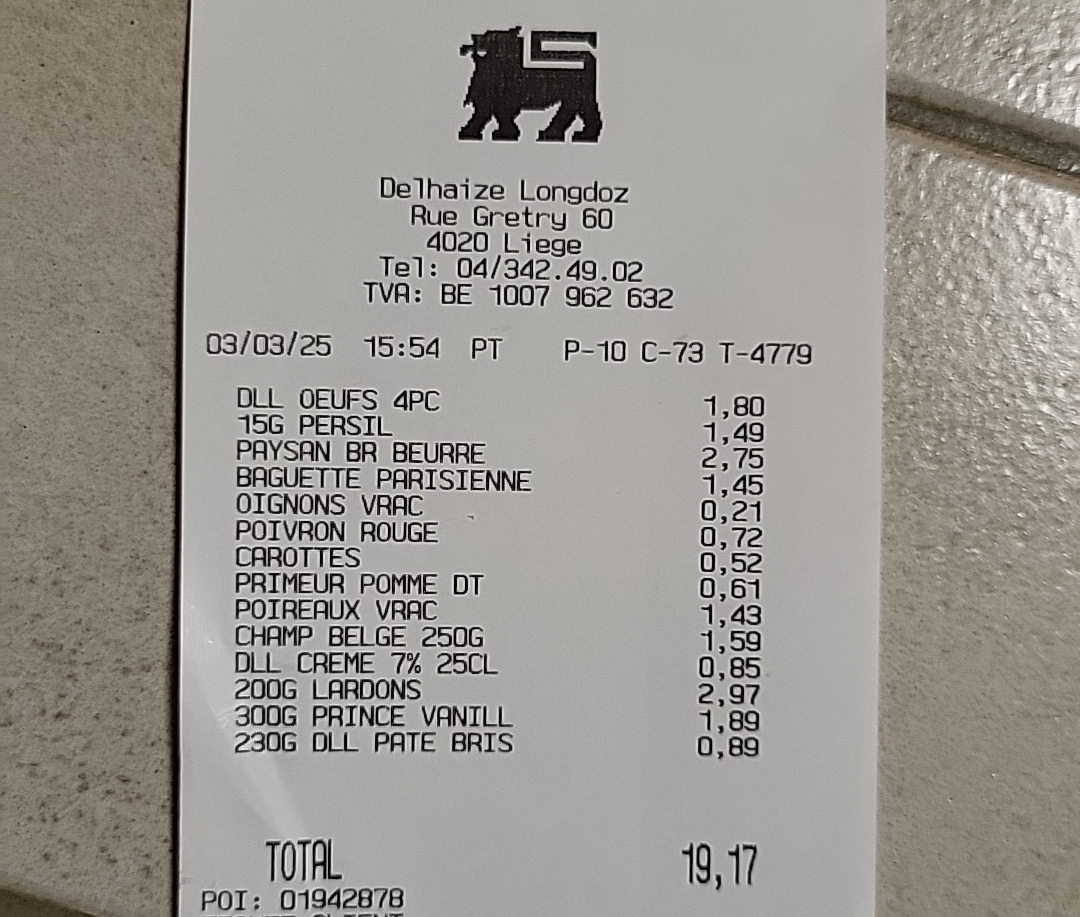 Delhaize Longdoz
Rue Gretry 60
4020 Liege
Tel: 04/342.49.02
TVA: BE 1007 962 632
03/03/25 15:54 PT P-10 C-73 T-4779
DLL OEUFS 4PC 1,80
15G PERSIL 1,49
PAYSAN BR BEURRE 2,75
BAGUETTE PARISIENNE 1,45
OIGNONS VRAC 0,21
POIVRON ROUGE 0,72
CAROTTES 0,52
PRIMEUR POMME DT 0,61
POIREAUX VRAC 1,43
CHAMP BELGE 250G 1,59
DLL CREME 7% 25CL 0,85
200G LARDONS 2,97
300G PRINCE VANILL 1,89
230G DLL PATE BRIS 0,89
TOTAL 19,17
POI: 01942878